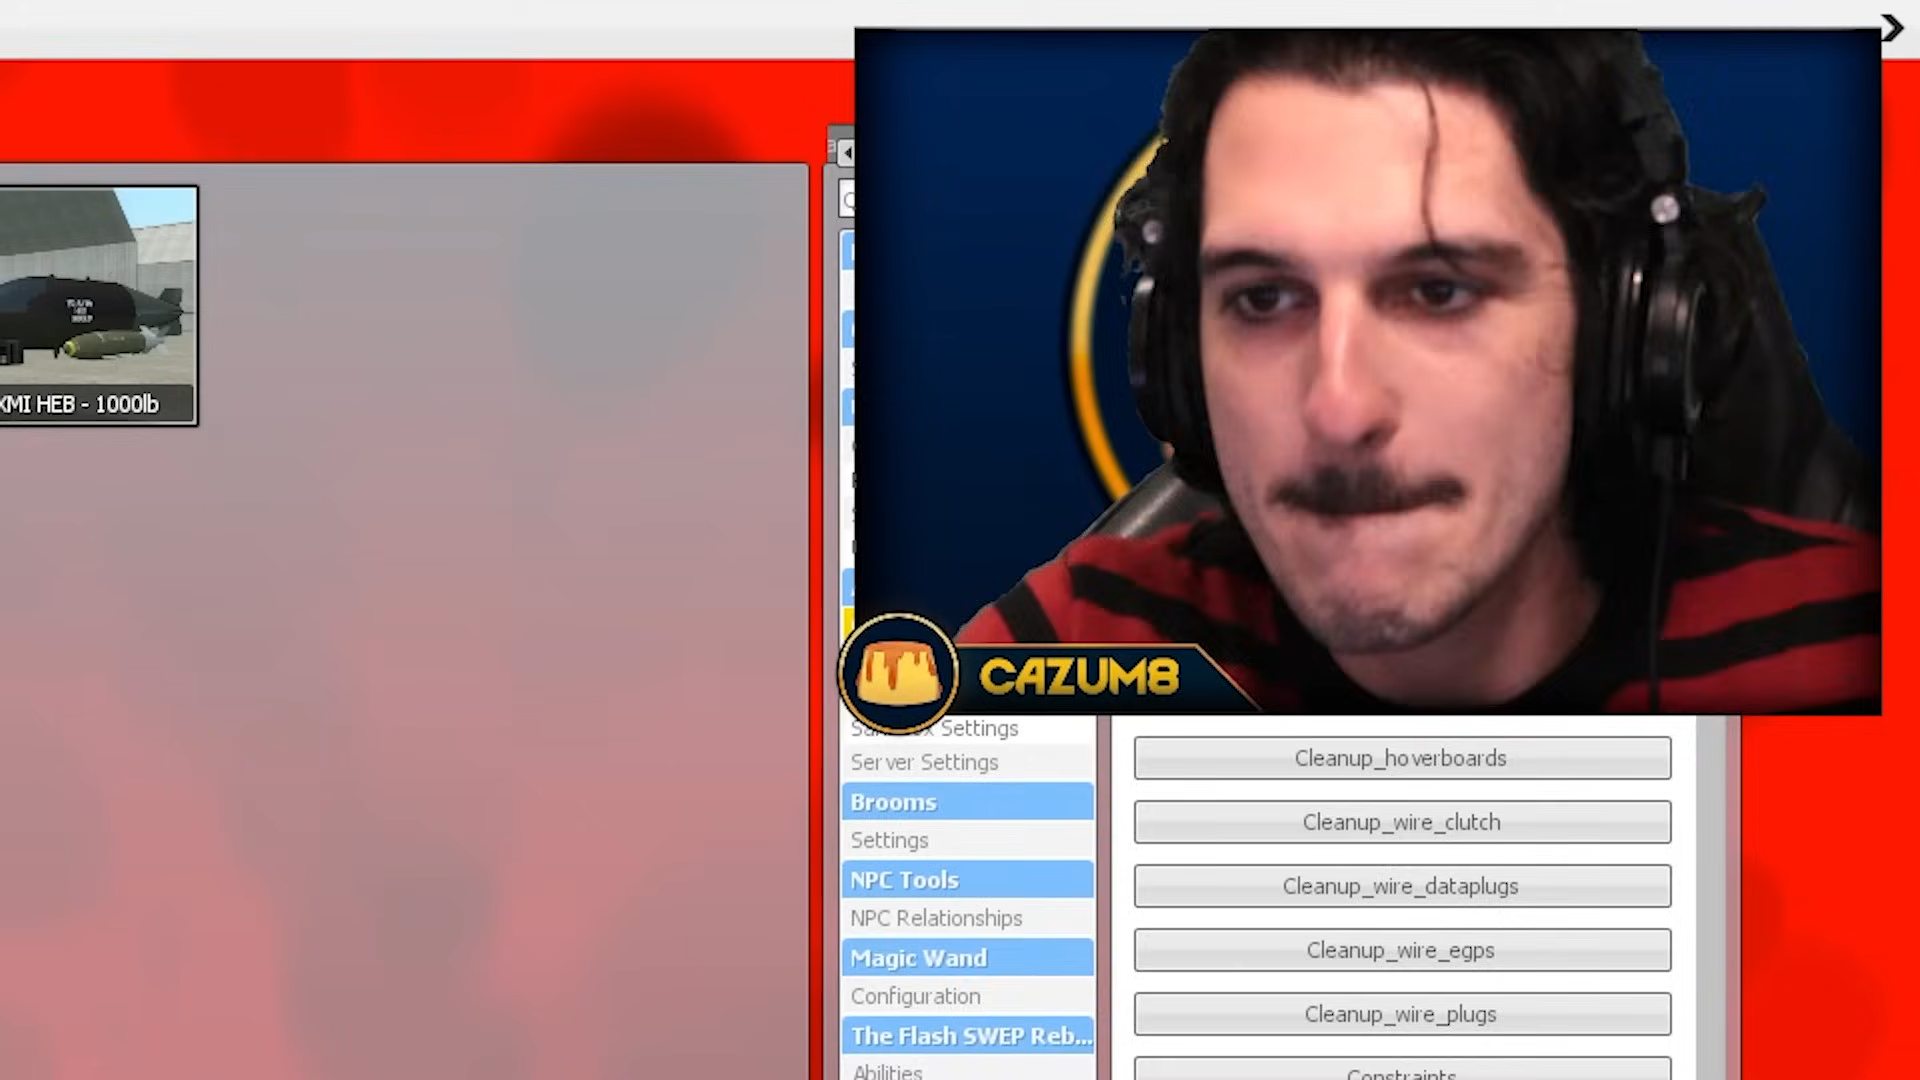 XMI HEB - 1000lb
CAZUM8
Settings
Server Settings
Brooms
Settings
NPC Tools
NPC Relationships
Magic Wand
Configuration
The Flash SWEP Reb...
Abilities
Cleanup_hoverboards
Cleanup_wire_clutch
Cleanup_wire_dataplugs
Cleanup_wire_egps
Cleanup_wire_plugs
Constraints